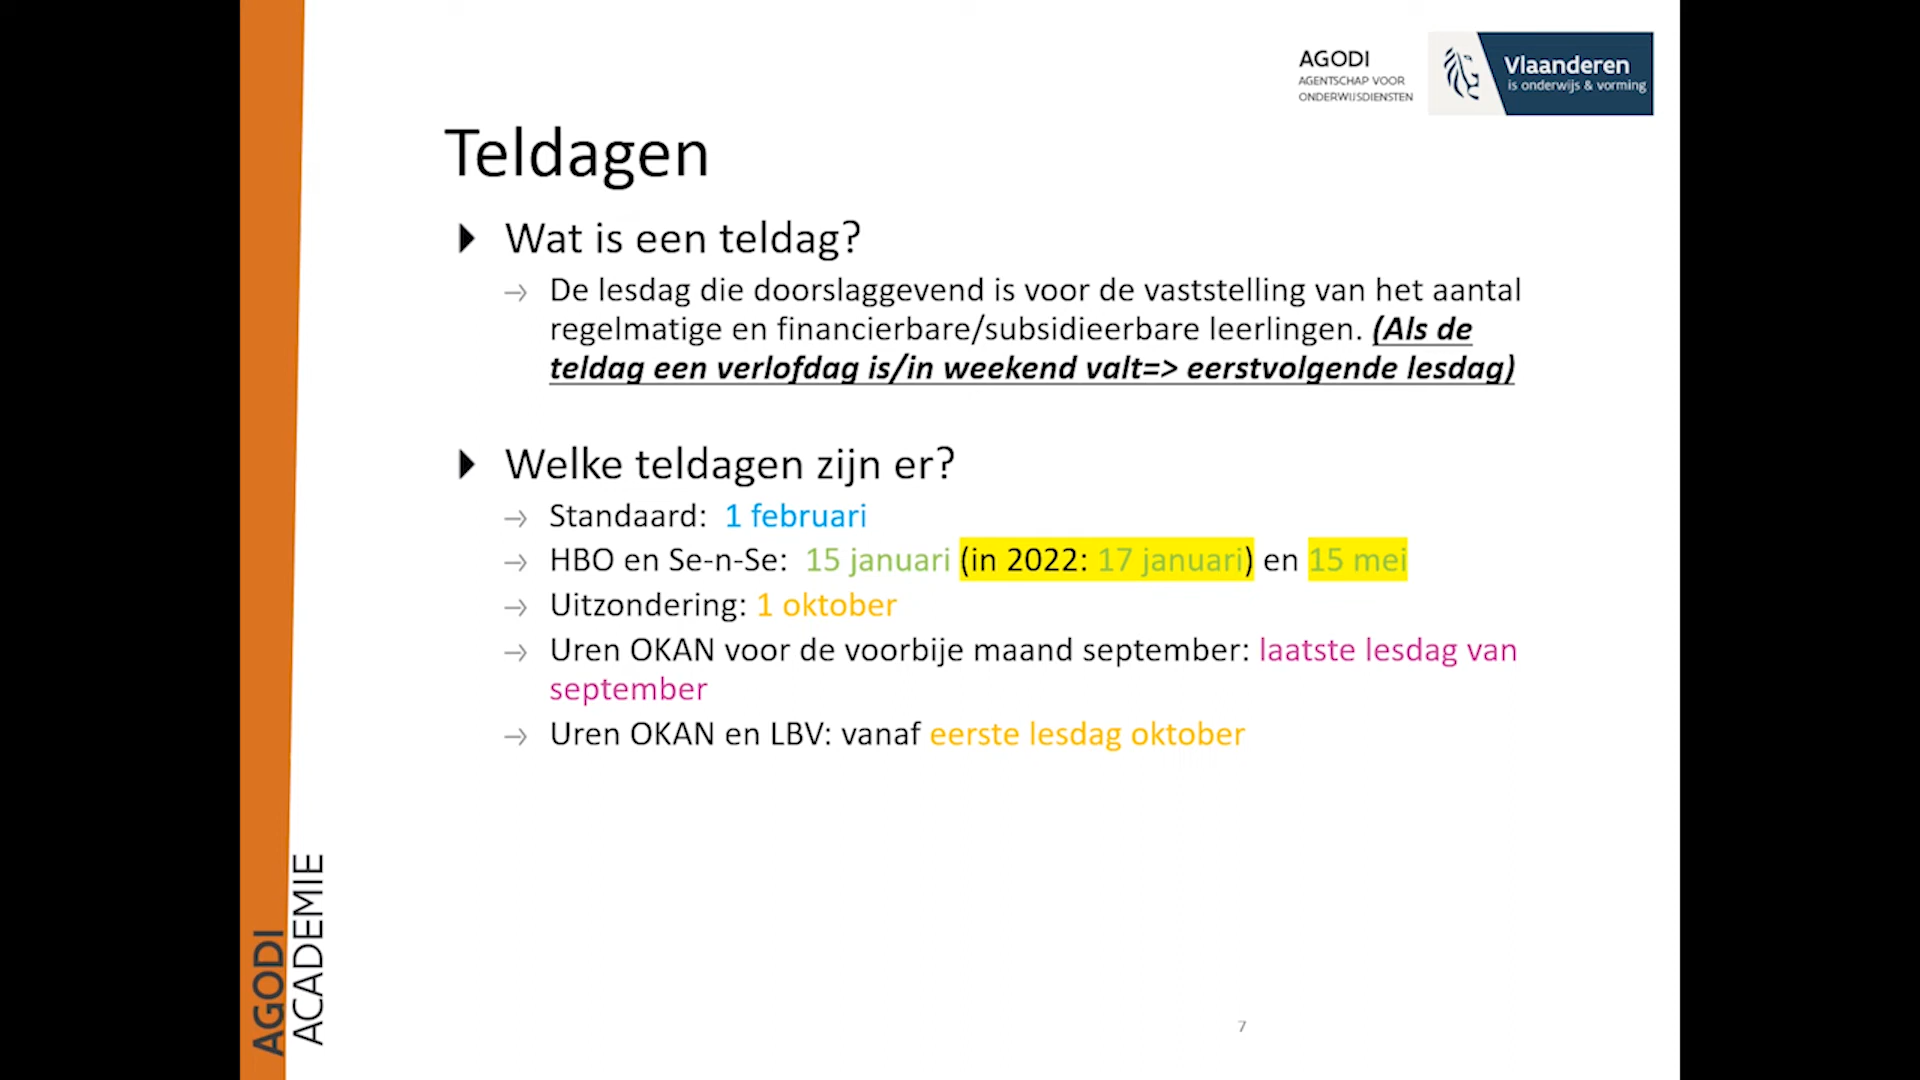 AGODI
AGENTSCHAP VOOR
ONDERWIJSDIENSTEN
Vlaanderen
is onderwijs & vorming
Teldagen
Wat is een teldag?
De lesdag die doorslaggevend is voor de vaststelling van het aantal
regelmatige en financierbare/subsidieerbare leerlingen. (Als de
teldag een verlofdag is/in weekend valt=> eerstvolgende lesdag)
Welke teldagen zijn er?
Standaard: 1 februari
HBO en Se-n-Se: 15 januari (in 2022: 17 januari) en 15 mei
Uitzondering: 1 oktober
Uren OKAN voor de voorbije maand september: laatste lesdag van
september
Uren OKAN en LBV: vanaf eerste lesdag oktober
AGODI
ACADEMIE
7